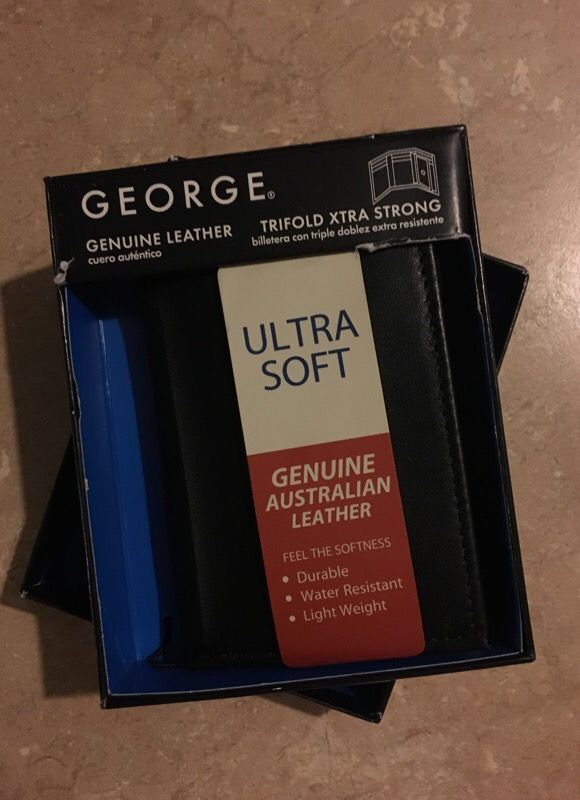 GEORGE®
GENUINE LEATHER
cuero auténtico
TRIFOLD XTRA STRONG
billetera con triple doblez extra resistente
ULTRA
SOFT
GENUINE
AUSTRALIAN
LEATHER
FEEL THE SOFTNESS
• Durable
• Water Resistant
• Light Weight